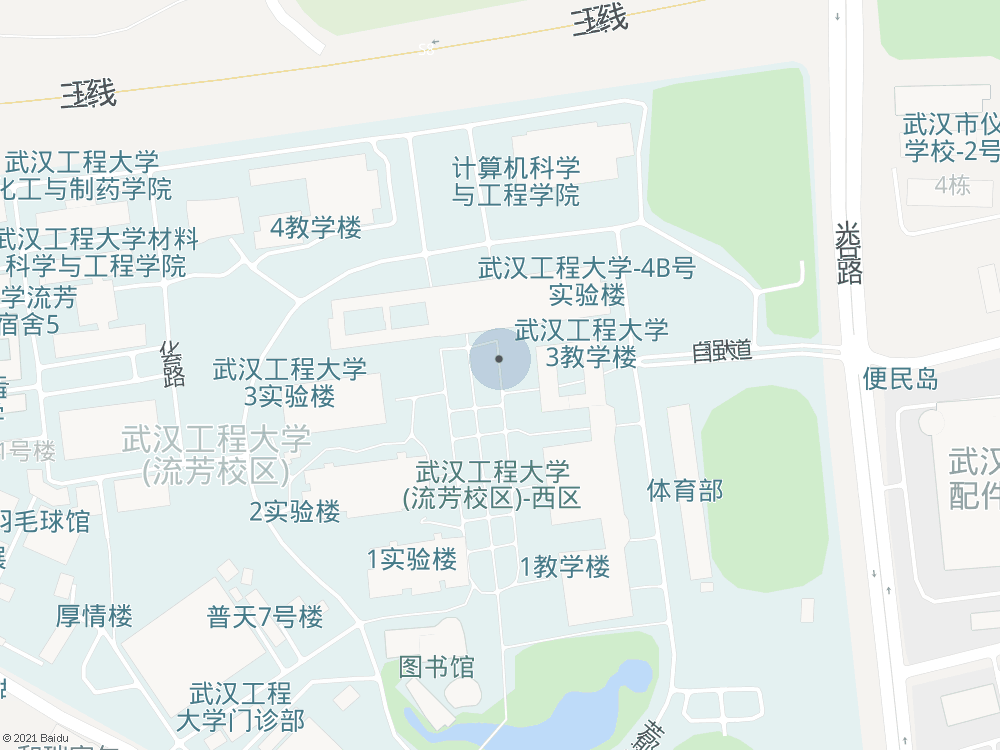 王线
王线
武汉工程大学
化工与制药学院
计算机科学
与工程学院
武汉市仪
学校-2号
4栋
4教学楼
武汉工程大学材料
科学与工程学院
光谷路
武汉工程大学-4B号
实验楼
学流芳
宿舍5
武汉工程大学
3教学楼
自强大道
化育路
武汉工程大学
3实验楼
便民岛
1号楼
武汉工程大学
(流芳校区)
武汉工程大学
(流芳校区)-西区
武汉
配件
体育部
2实验楼
羽毛球馆
1实验楼
1教学楼
厚情楼
普天7号楼
图书馆
武汉工程
大学门诊部
© 2021 Baidu